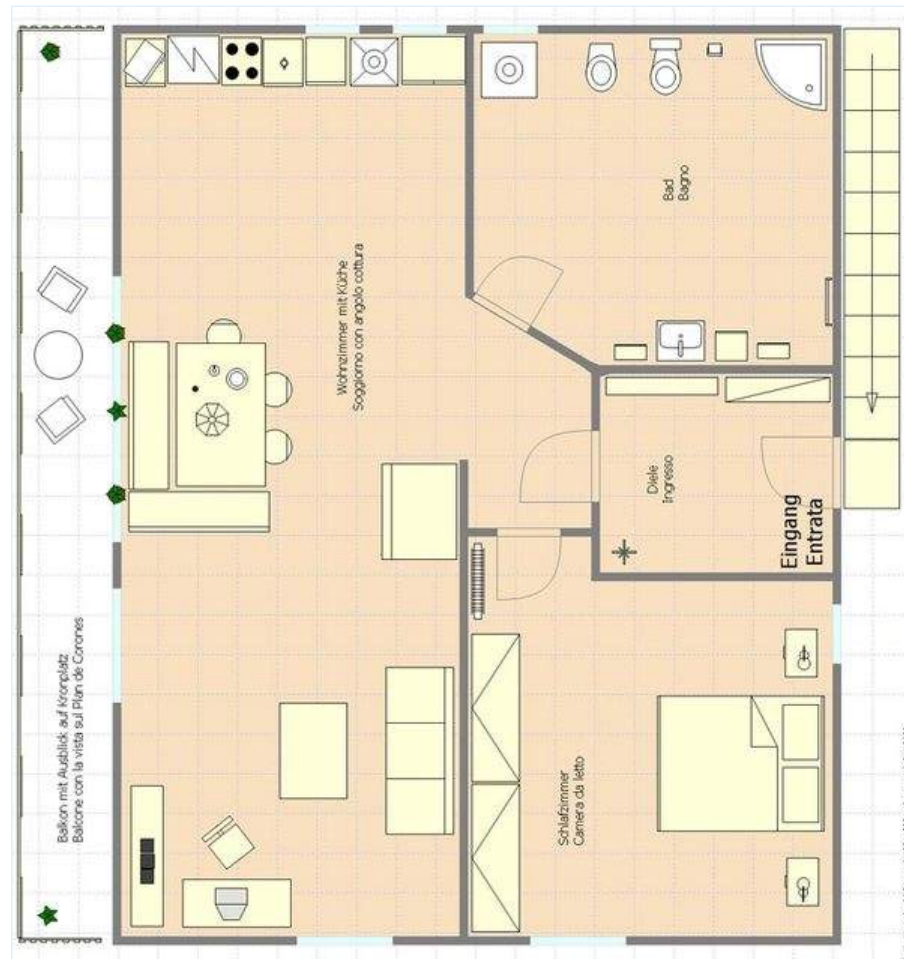 Bad
Bagno
Wohnzimmer mit Küche
Soggiorno con angolo cottura
Diele
Ingresso
Eingang
Entrata
Balkon mit Ausblick auf Kronplatz
Balcone con la vista sul Plan de Corones
Schlafzimmer
Camera da letto